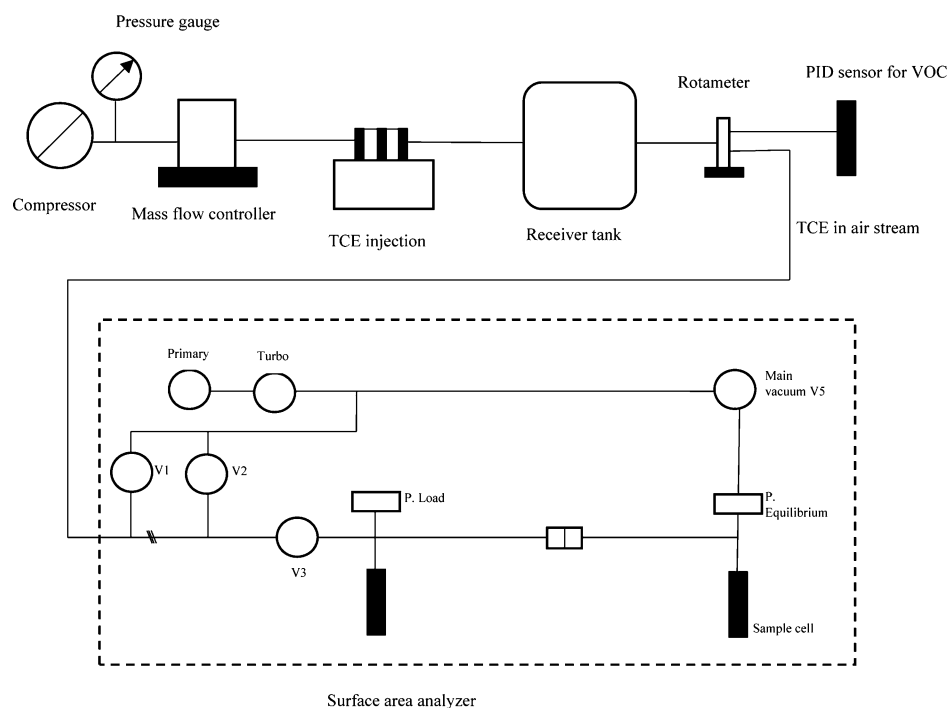 Pressure gauge
PID sensor for VOC
Rotameter
Compressor
Mass flow controller
TCE injection
Receiver tank
TCE in air stream
Primary
Turbo
Main
vacuum V5
V1
V2
P. Load
P.
Equilibrium
V3
Sample cell
Surface area analyzer